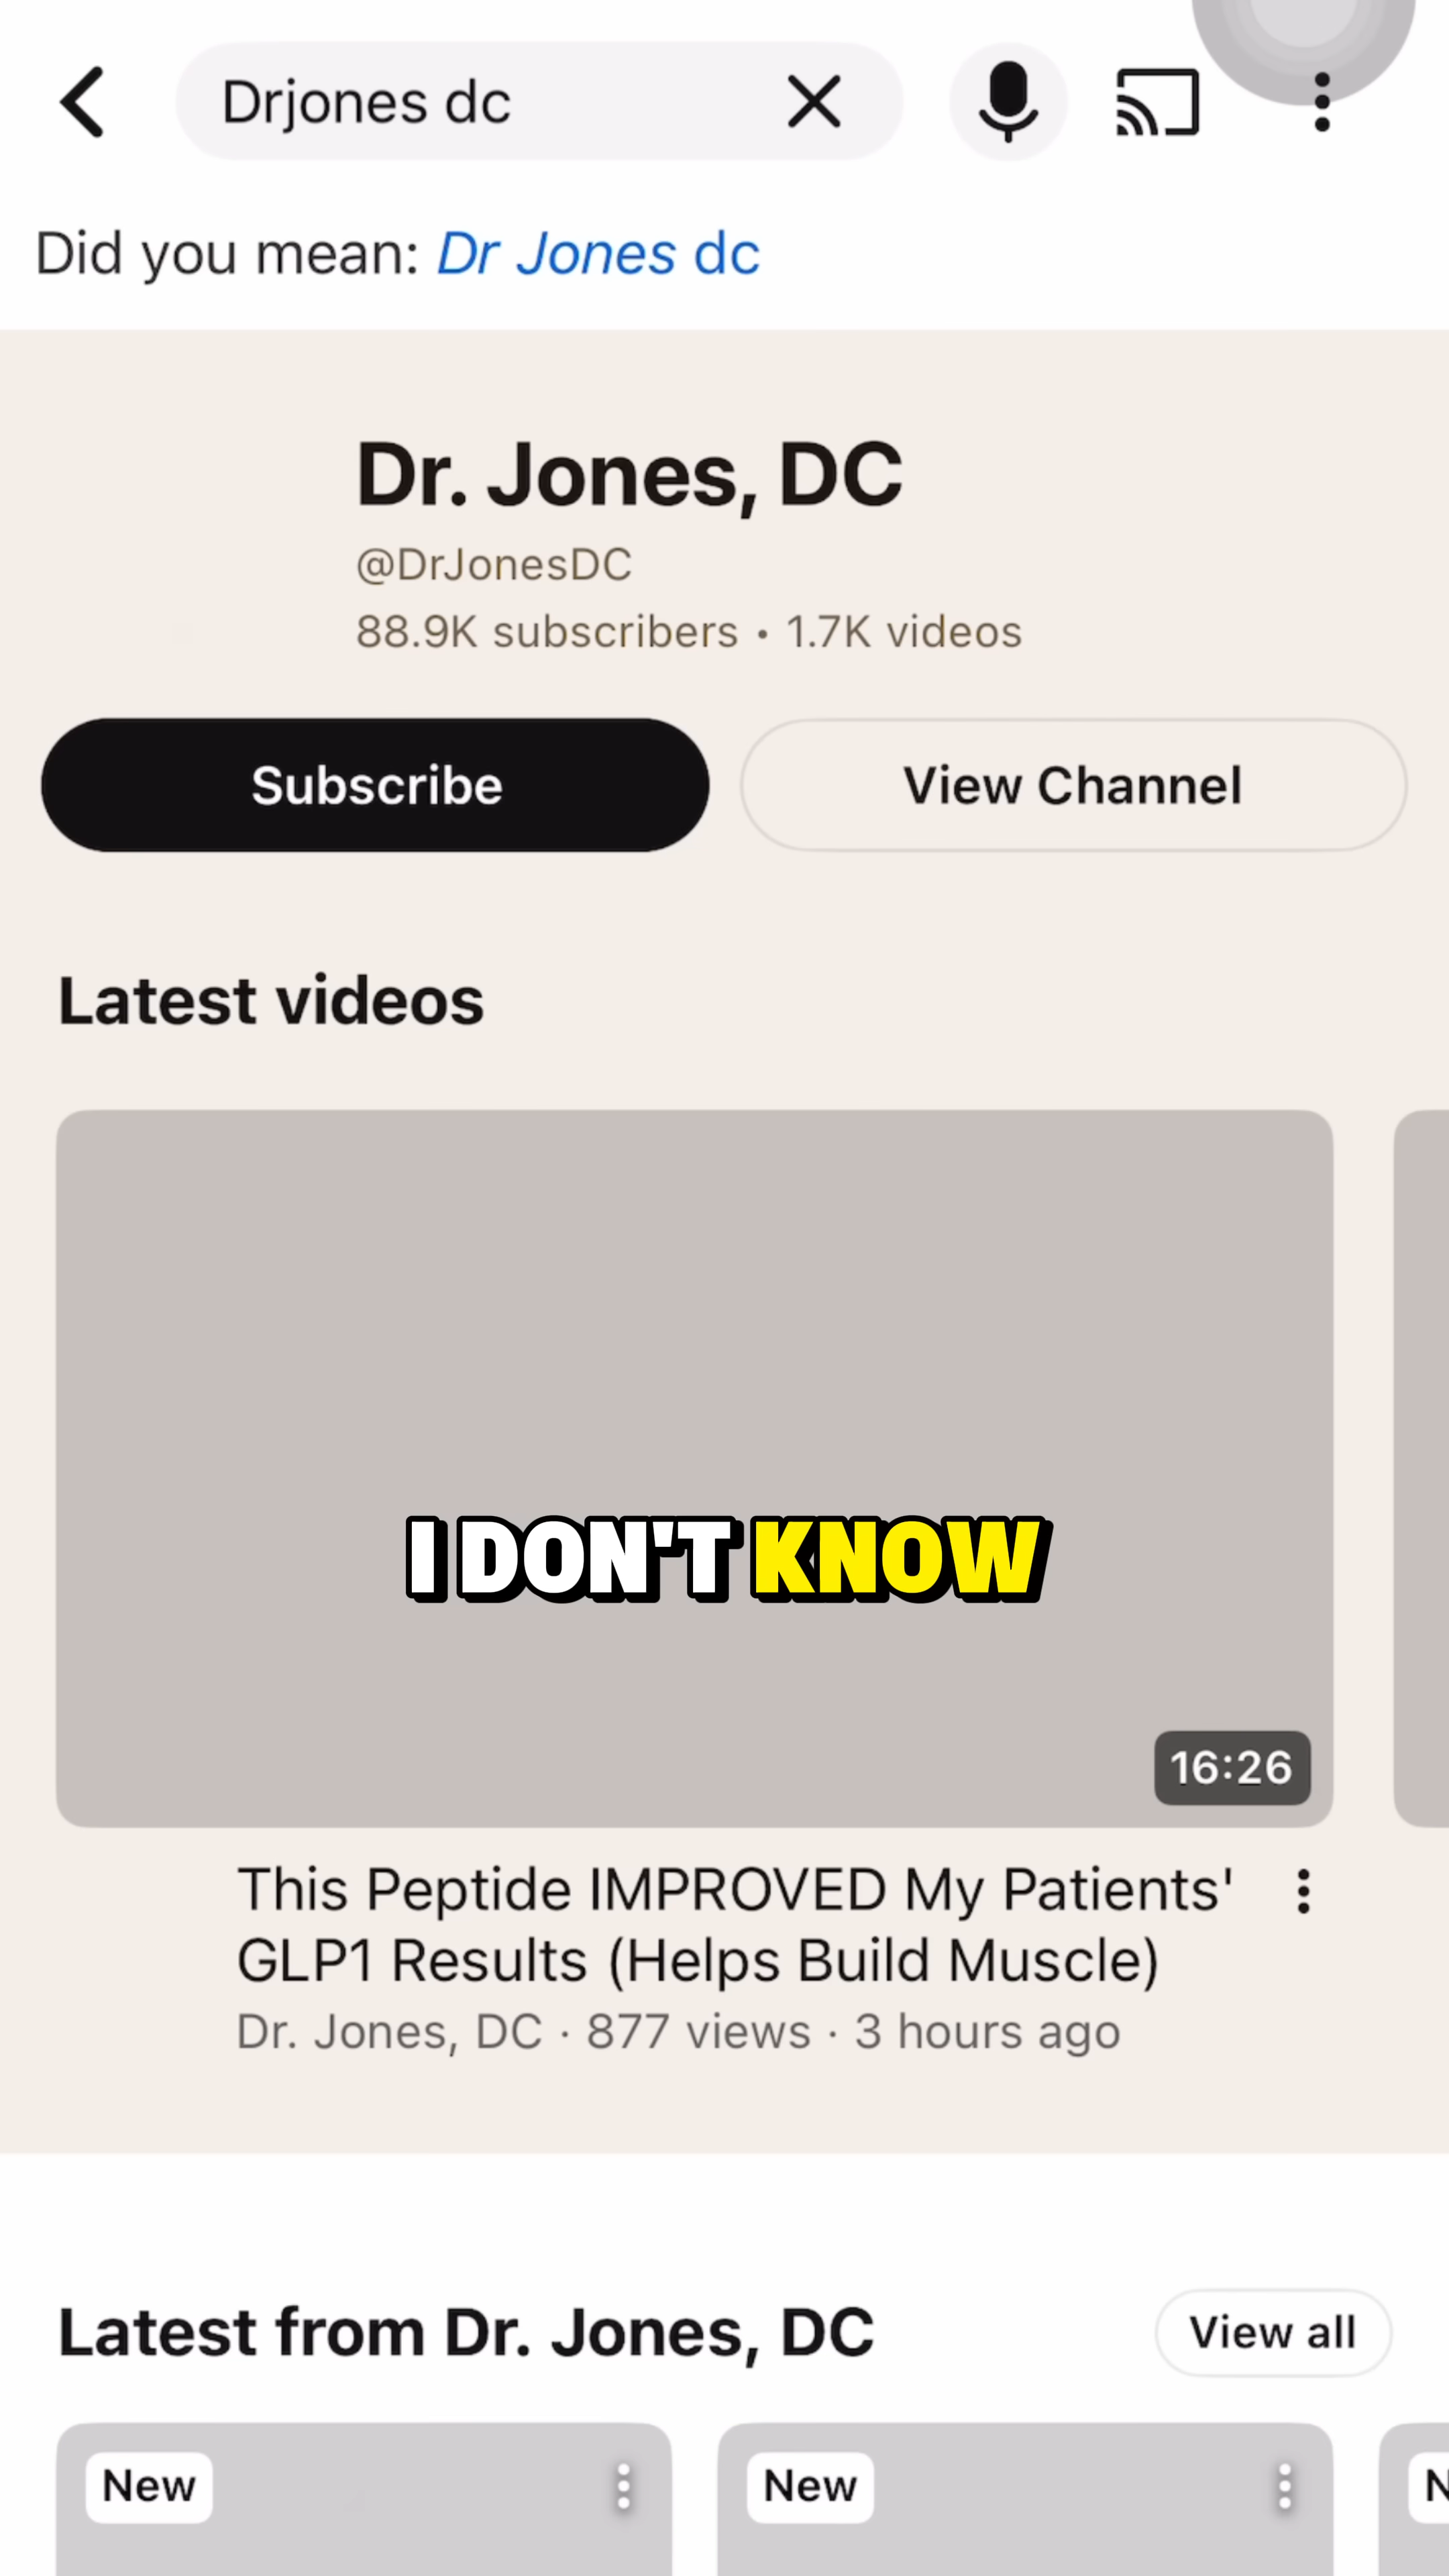 Drjones dc
Did you mean: Dr Jones dc
Dr. Jones, DC
@DrJonesDC
88.9K subscribers • 1.7K videos
Subscribe
View Channel
Latest videos
I DON'T KNOW
16:26
This Peptide IMPROVED My Patients'
GLP1 Results (Helps Build Muscle)
Dr. Jones, DC · 877 views · 3 hours ago
Latest from Dr. Jones, DC
View all
New
New